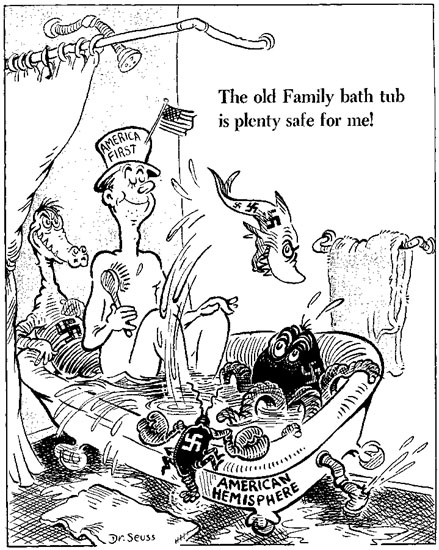 The old Family bath tub
is plenty safe for me!
AMERICA
FIRST
AMERICAN
HEMISPHERE
Dr. Seuss